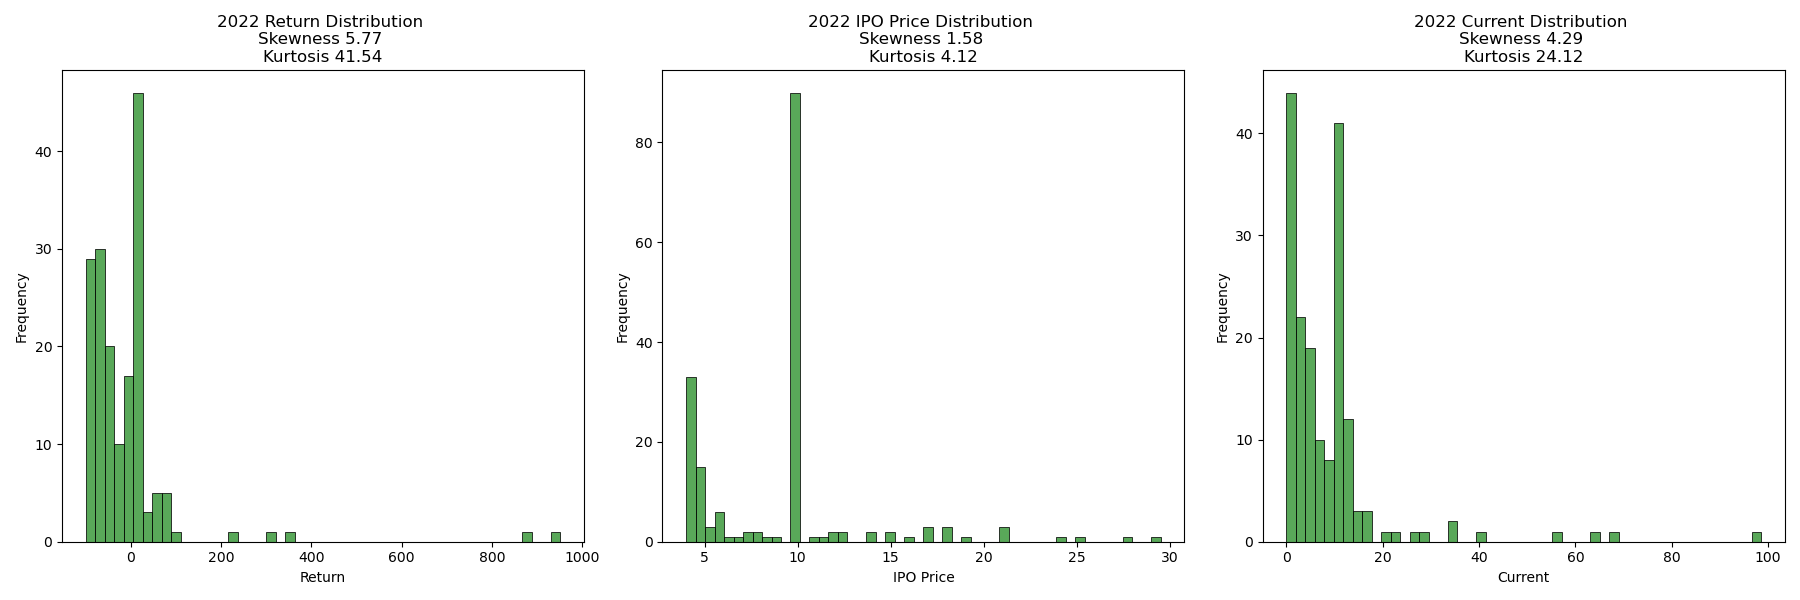 2022 Return Distribution
Skewness 5.77
Kurtosis 41.54
Frequency
40
30
20
10
0
0
200
400
600
800
1000
Return
2022 IPO Price Distribution
Skewness 1.58
Kurtosis 4.12
Frequency
80
60
40
20
0
5
10
15
20
25
30
IPO Price
2022 Current Distribution
Skewness 4.29
Kurtosis 24.12
Frequency
40
30
20
10
0
0
20
40
60
80
100
Current